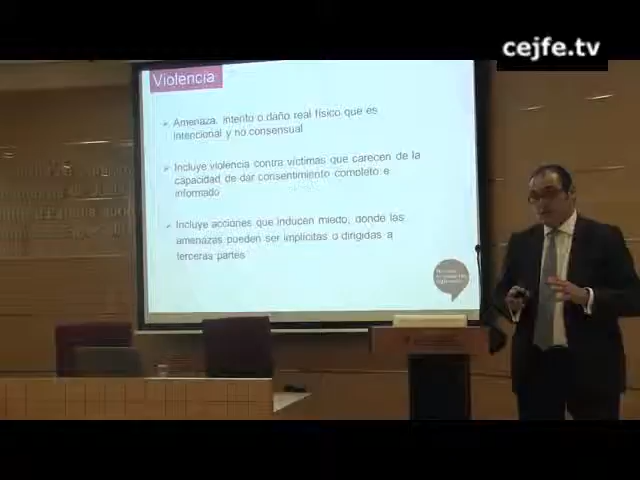 cejfe.tv
Violencia
Amenaza, intento o daño real físico que es
intencional y no consensual
Incluye violencia contra víctimas que carecen de la
capacidad de dar consentimiento completo e
informado
Incluye acciones que inducen miedo, donde las
amenazas pueden ser implícitas o dirigidas a
terceras partes